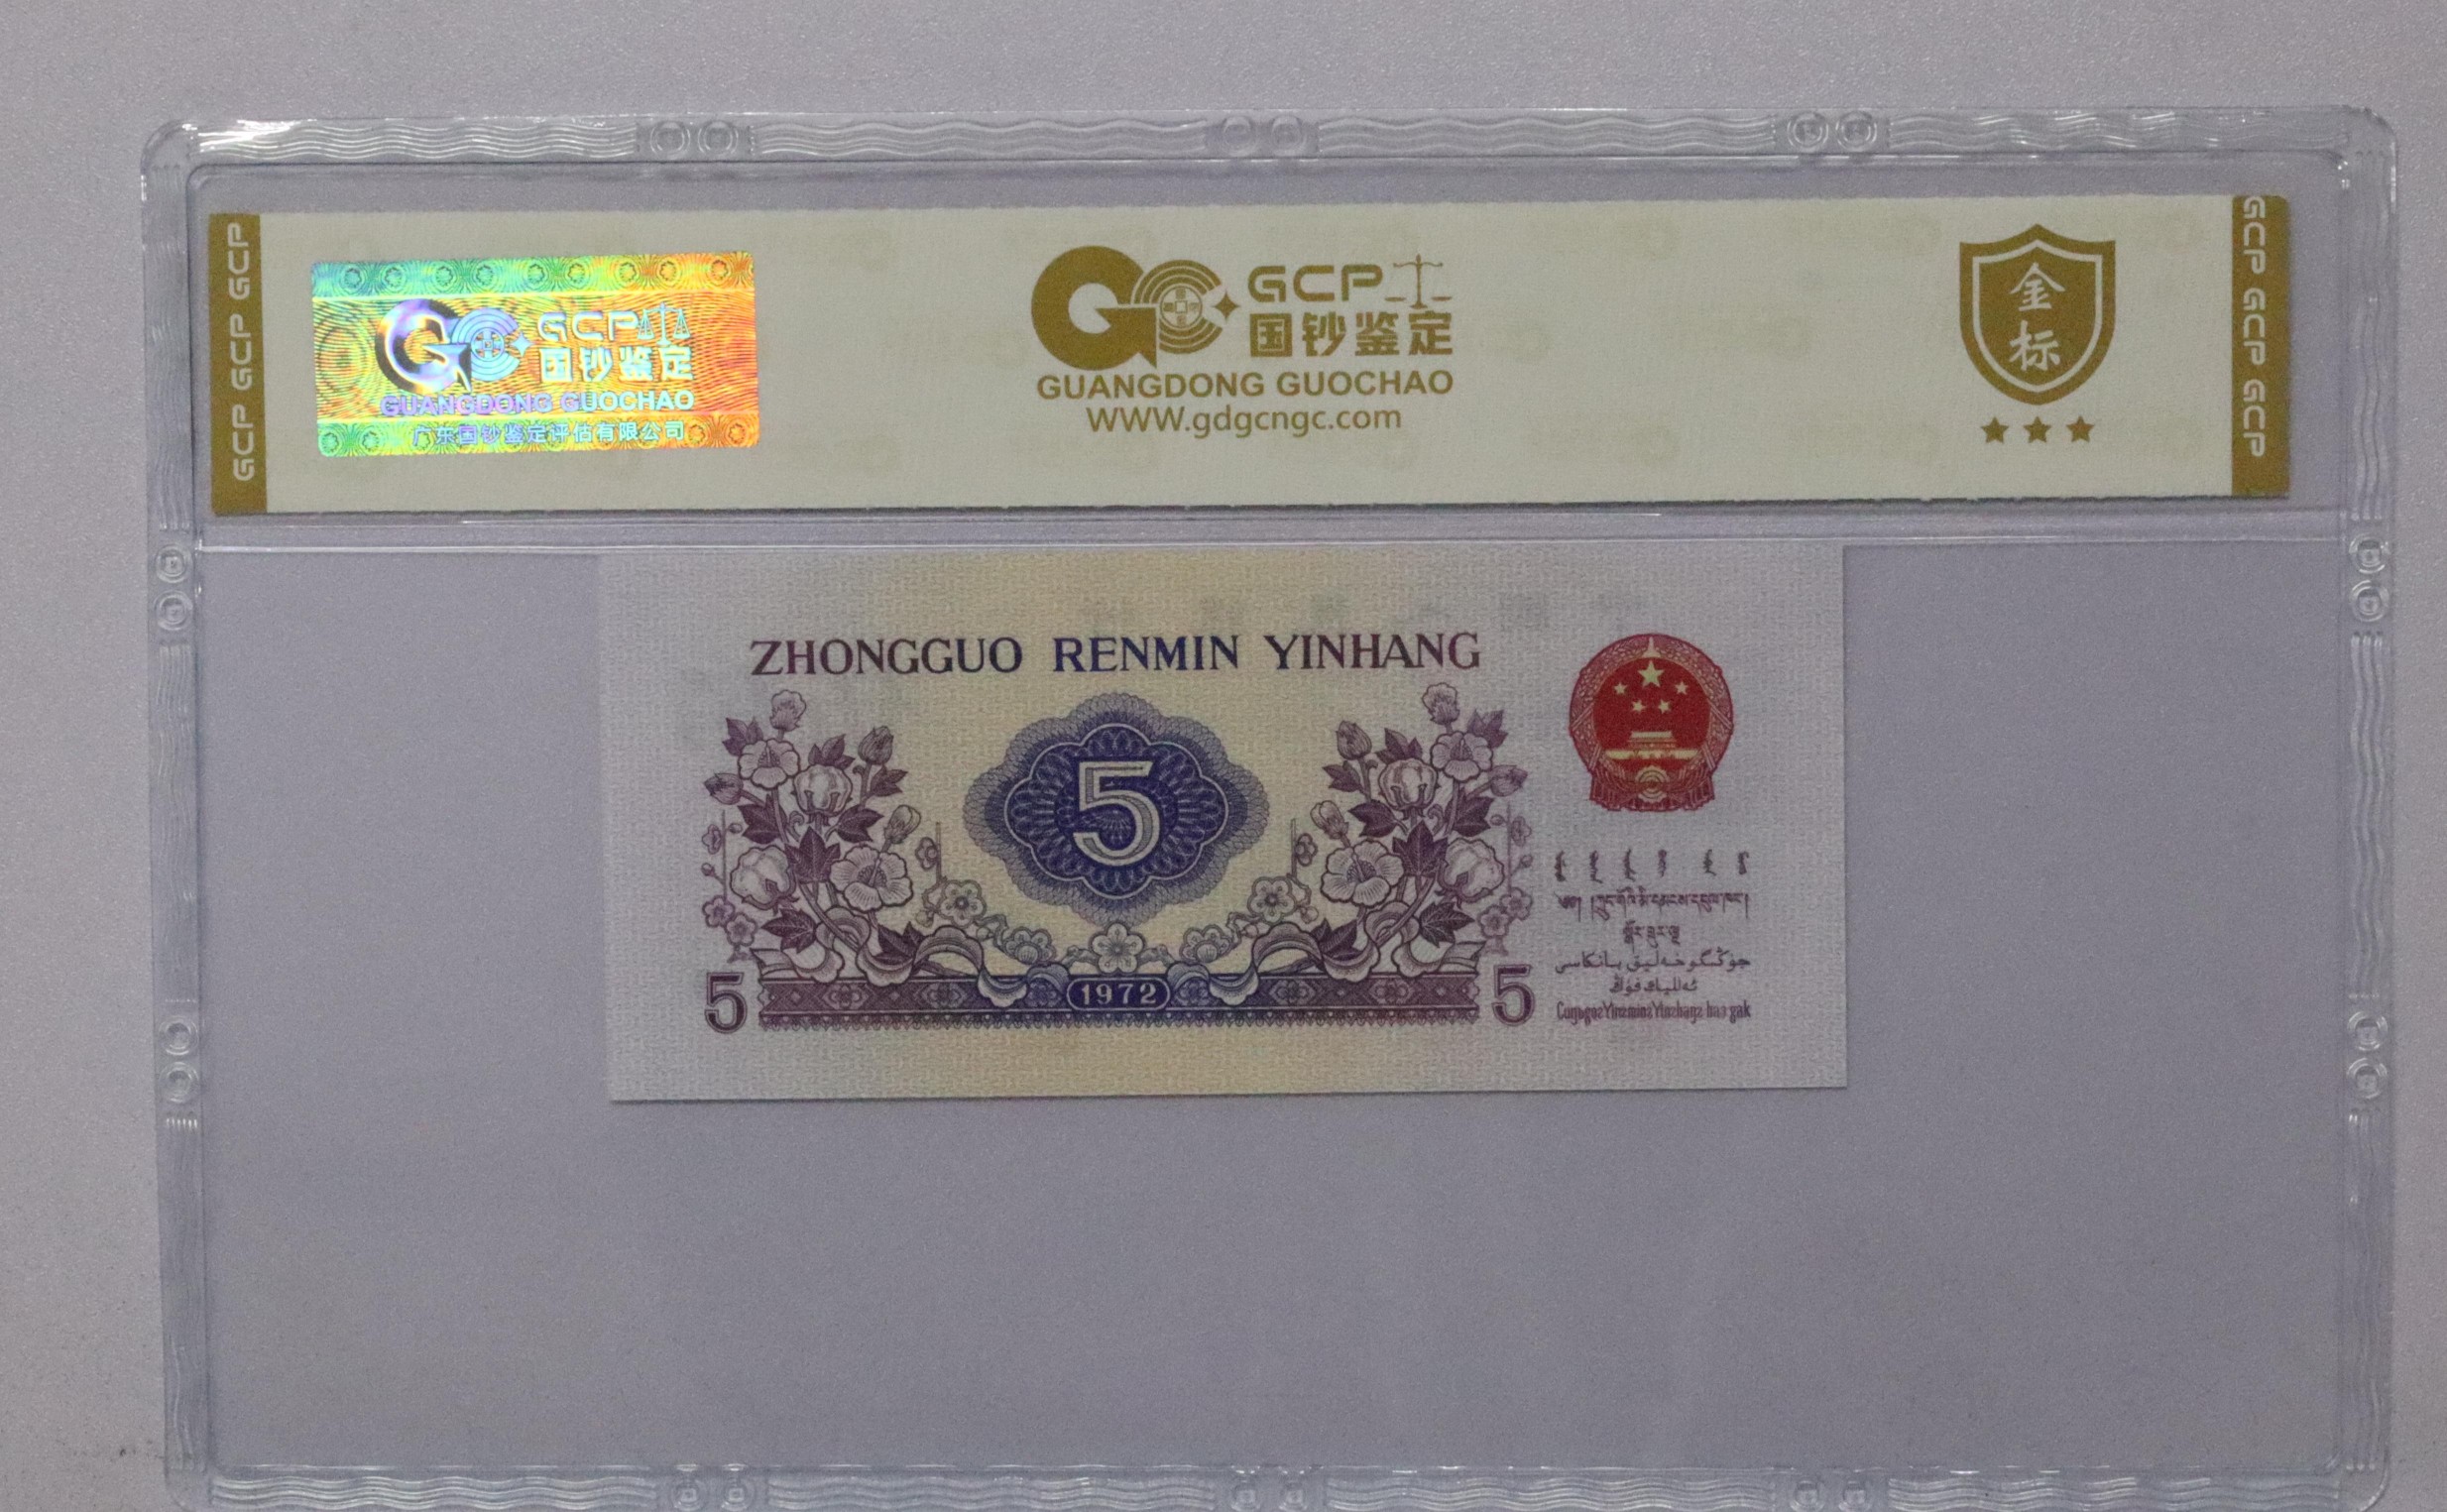 GCP GCP GCP
GCP
国钞鉴定
GUANGDONG GUOCHAO
广东国钞鉴定评估有限公司
GCP
国钞鉴定
GUANGDONG GUOCHAO
WWW.gdgcngc.com
金
标
GCP GCP GCP
ZHONGGUO RENMIN YINHANG
5
5
1972
5